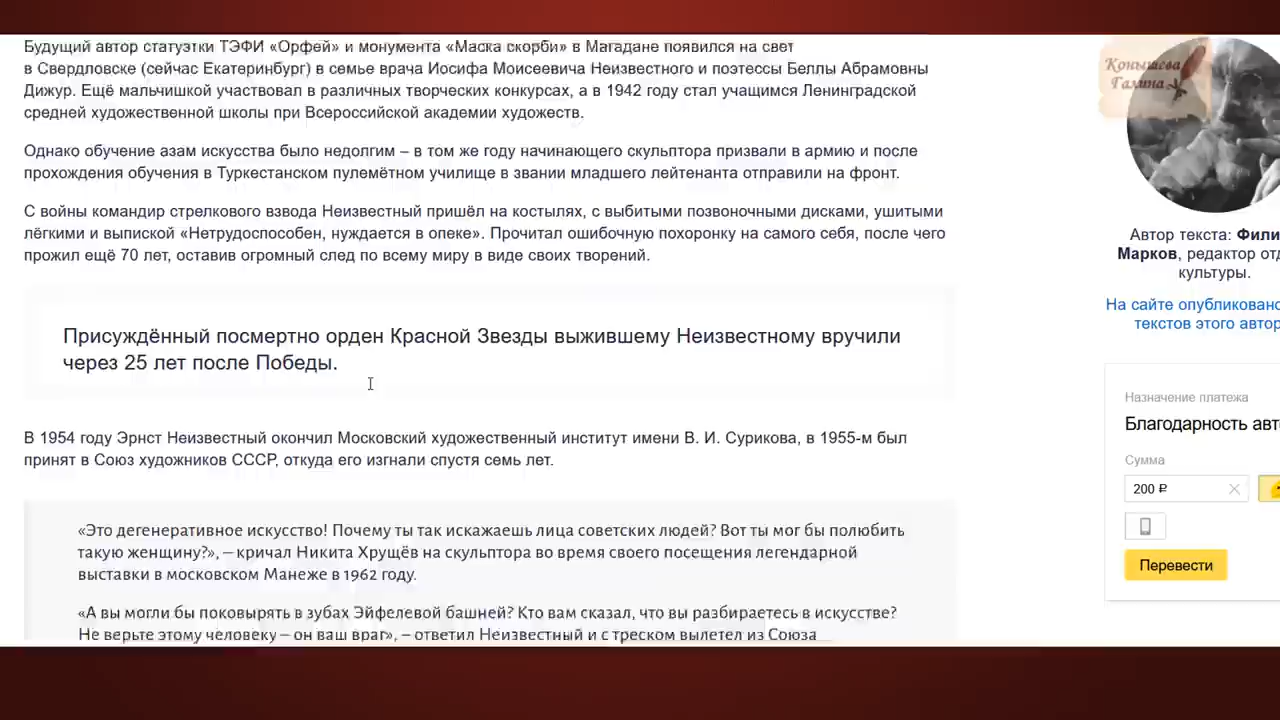 Будущий автор статуэтки ТЭФИ «Орфей» и монумента «Маска скорби» в Магадане появился на свет
в Свердловске (сейчас Екатеринбург) в семье врача Иосифа Моисеевича Неизвестного и поэтессы Беллы Абрамовны
Дижур. Ещё мальчишкой участвовал в различных творческих конкурсах, а в 1942 году стал учащимся Ленинградской
средней художественной школы при Всероссийской академии художеств.
Однако обучение азам искусства было недолгим – в том же году начинающего скульптора призвали в армию и после
прохождения обучения в Туркестанском пулемётном училище в звании младшего лейтенанта отправили на фронт.
С войны командир стрелкового взвода Неизвестный пришёл на костылях, с выбитыми позвоночными дисками, ушитыми
лёгкими и выпиской «Нетрудоспособен, нуждается в опеке». Прочитал ошибочную похоронку на самого себя, после чего
прожил ещё 70 лет, оставив огромный след по всему миру в виде своих творений.
Присуждённый посмертно орден Красной Звезды выжившему Неизвестному вручили
через 25 лет после Победы.
В 1954 году Эрнст Неизвестный окончил Московский художественный институт имени В. И. Сурикова, в 1955-м был
принят в Союз художников СССР, откуда его изгнали спустя семь лет.
«Это дегенеративное искусство! Почему ты так искажаешь лица советских людей? Вот ты мог бы полюбить
такую женщину?», – кричал Никита Хрущёв на скульптора во время своего посещения легендарной
выставки в московском Манеже в 1962 году.
«А вы могли бы поковырять в зубах Эйфелевой башней? Кто вам сказал, что вы разбираетесь в искусстве?
Не верьте этому человеку – он ваш враг», – ответил Неизвестный и с треском вылетел из Союза
Конышева
Галина
Автор текста: Фили
Марков, редактор отд
культуры.
На сайте опубликовано
текстов этого автор
Назначение платежа
Благодарность авт
Сумма
200 ₽
Перевести